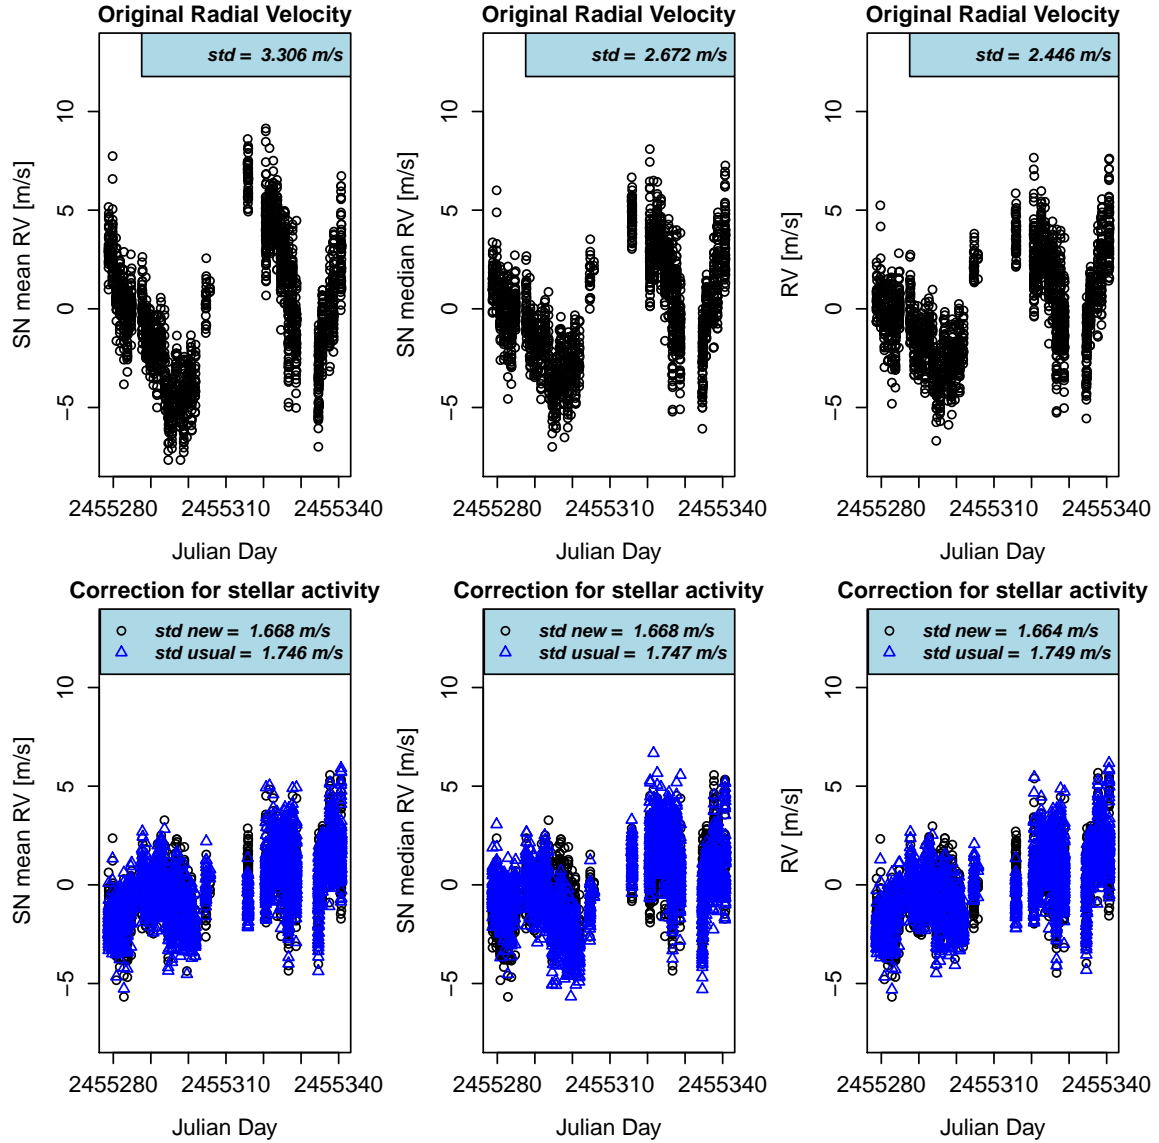 Original Radial Velocity
Original Radial Velocity
Original Radial Velocity
std = 3.306 m/s
std = 2.672 m/s
std = 2.446 m/s
SN mean RV [m/s]
10
5
0
−5
SN median RV [m/s]
10
5
0
−5
RV [m/s]
10
5
0
−5
2455280 2455310 2455340
2455280 2455310 2455340
2455280 2455310 2455340
Julian Day
Julian Day
Julian Day
Correction for stellar activity
Correction for stellar activity
Correction for stellar activity
std new = 1.668 m/s
std usual = 1.746 m/s
std new = 1.668 m/s
std usual = 1.747 m/s
std new = 1.664 m/s
std usual = 1.749 m/s
SN mean RV [m/s]
10
5
0
−5
SN median RV [m/s]
10
5
0
−5
RV [m/s]
10
5
0
−5
2455280 2455310 2455340
2455280 2455310 2455340
2455280 2455310 2455340
Julian Day
Julian Day
Julian Day